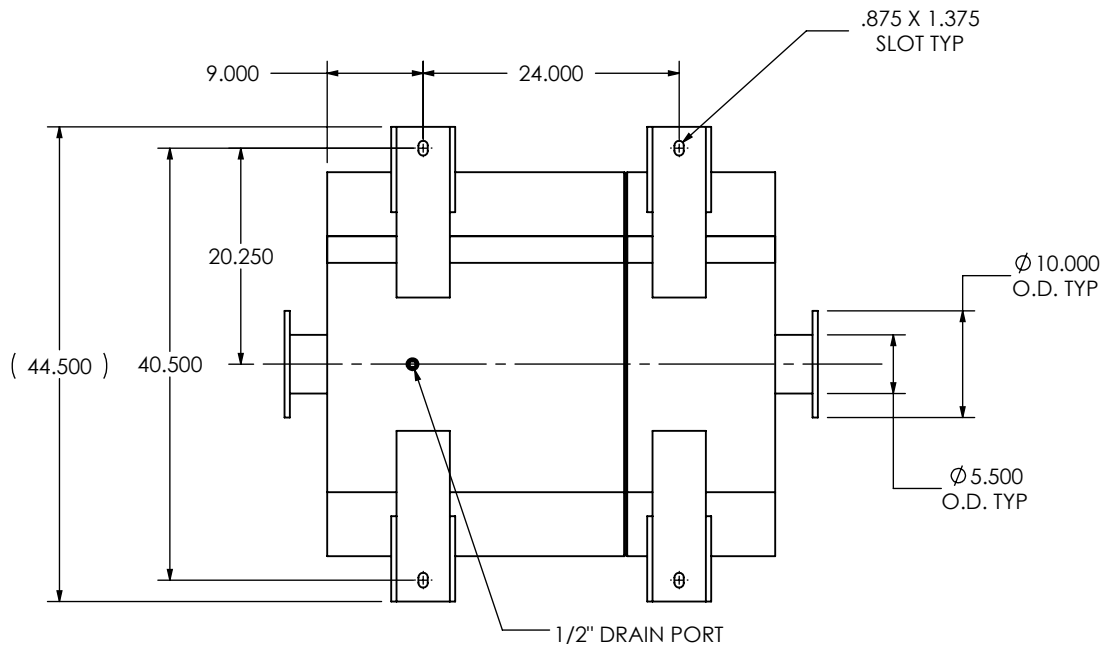 .875 X 1.375
SLOT TYP
9.000
24.000
20.250
Ø 10.000
O.D. TYP
( 44.500 )
40.500
Ø 5.500
O.D. TYP
1/2" DRAIN PORT